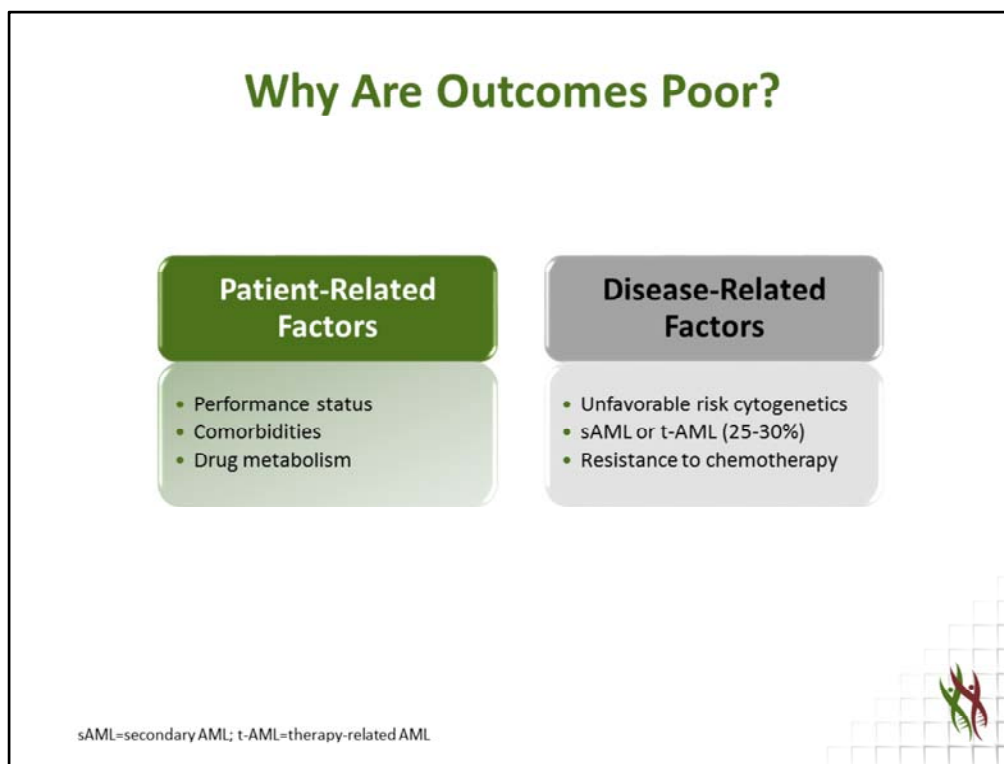 Why Are Outcomes Poor?
Patient-Related
Factors
• Performance status
• Comorbidities
• Drug metabolism
Disease-Related
Factors
• Unfavorable risk cytogenetics
• sAML or t-AML (25-30%)
• Resistance to chemotherapy
sAML=secondary AML; t-AML=therapy-related AML